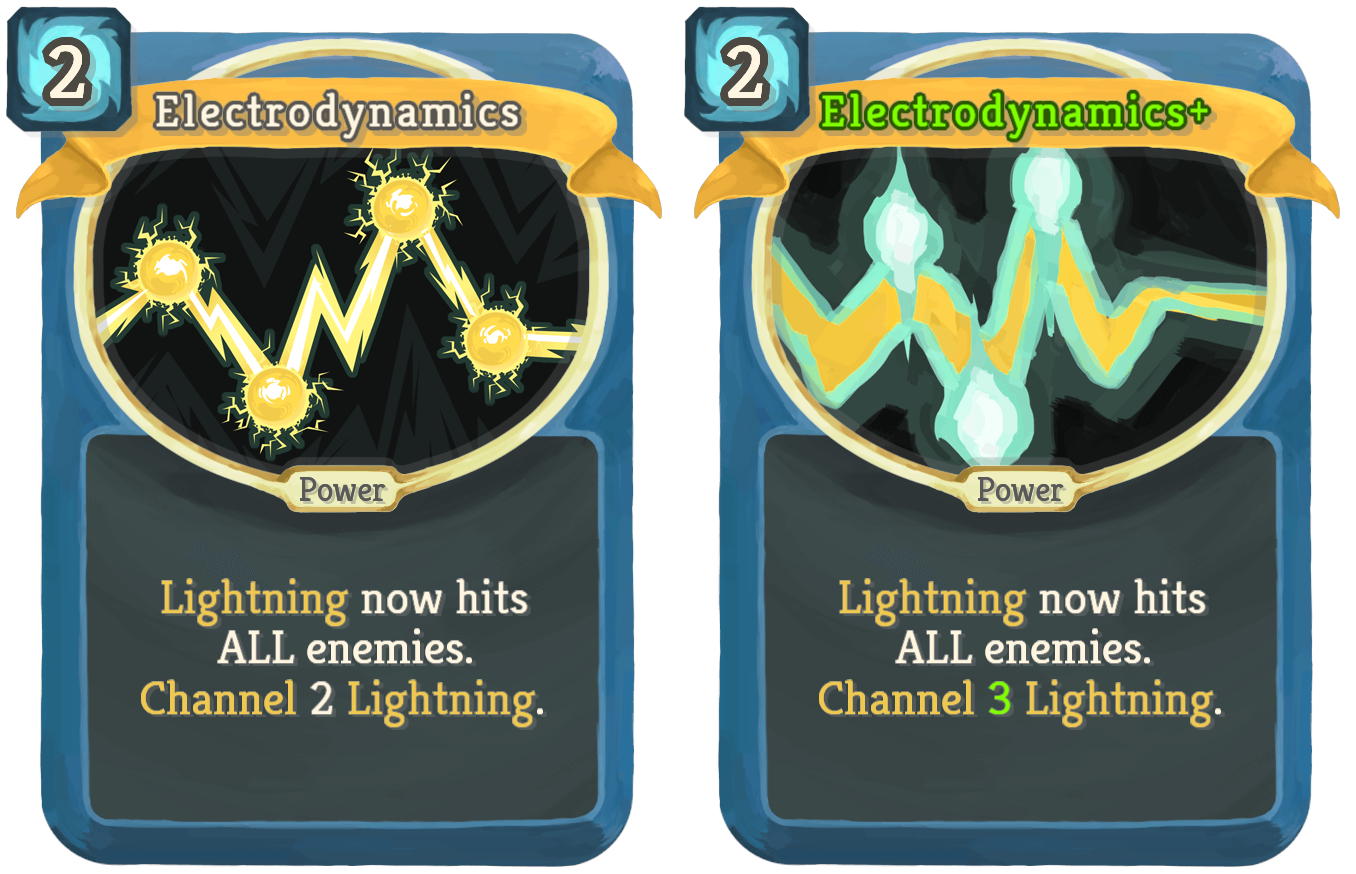 2
Electrodynamics
Power
Lightning now hits
ALL enemies.
Channel 2 Lightning.
2
Electrodynamics+
Power
Lightning now hits
ALL enemies.
Channel 3 Lightning.